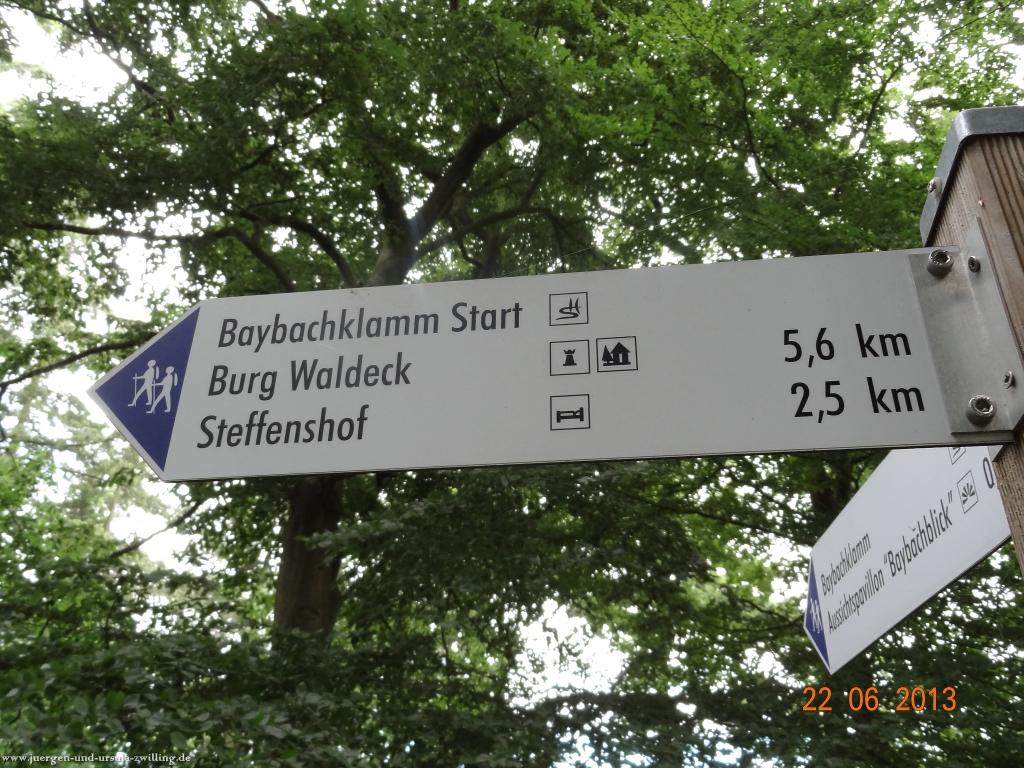 Baybachklamm Start
Burg Waldeck 5,6 km
Steffenshof 2,5 km
Baybachklamm
Aussichtspavillon "Baybachblick" 0
22 06 2013
www.juergen-und-ursula-zwilling.de